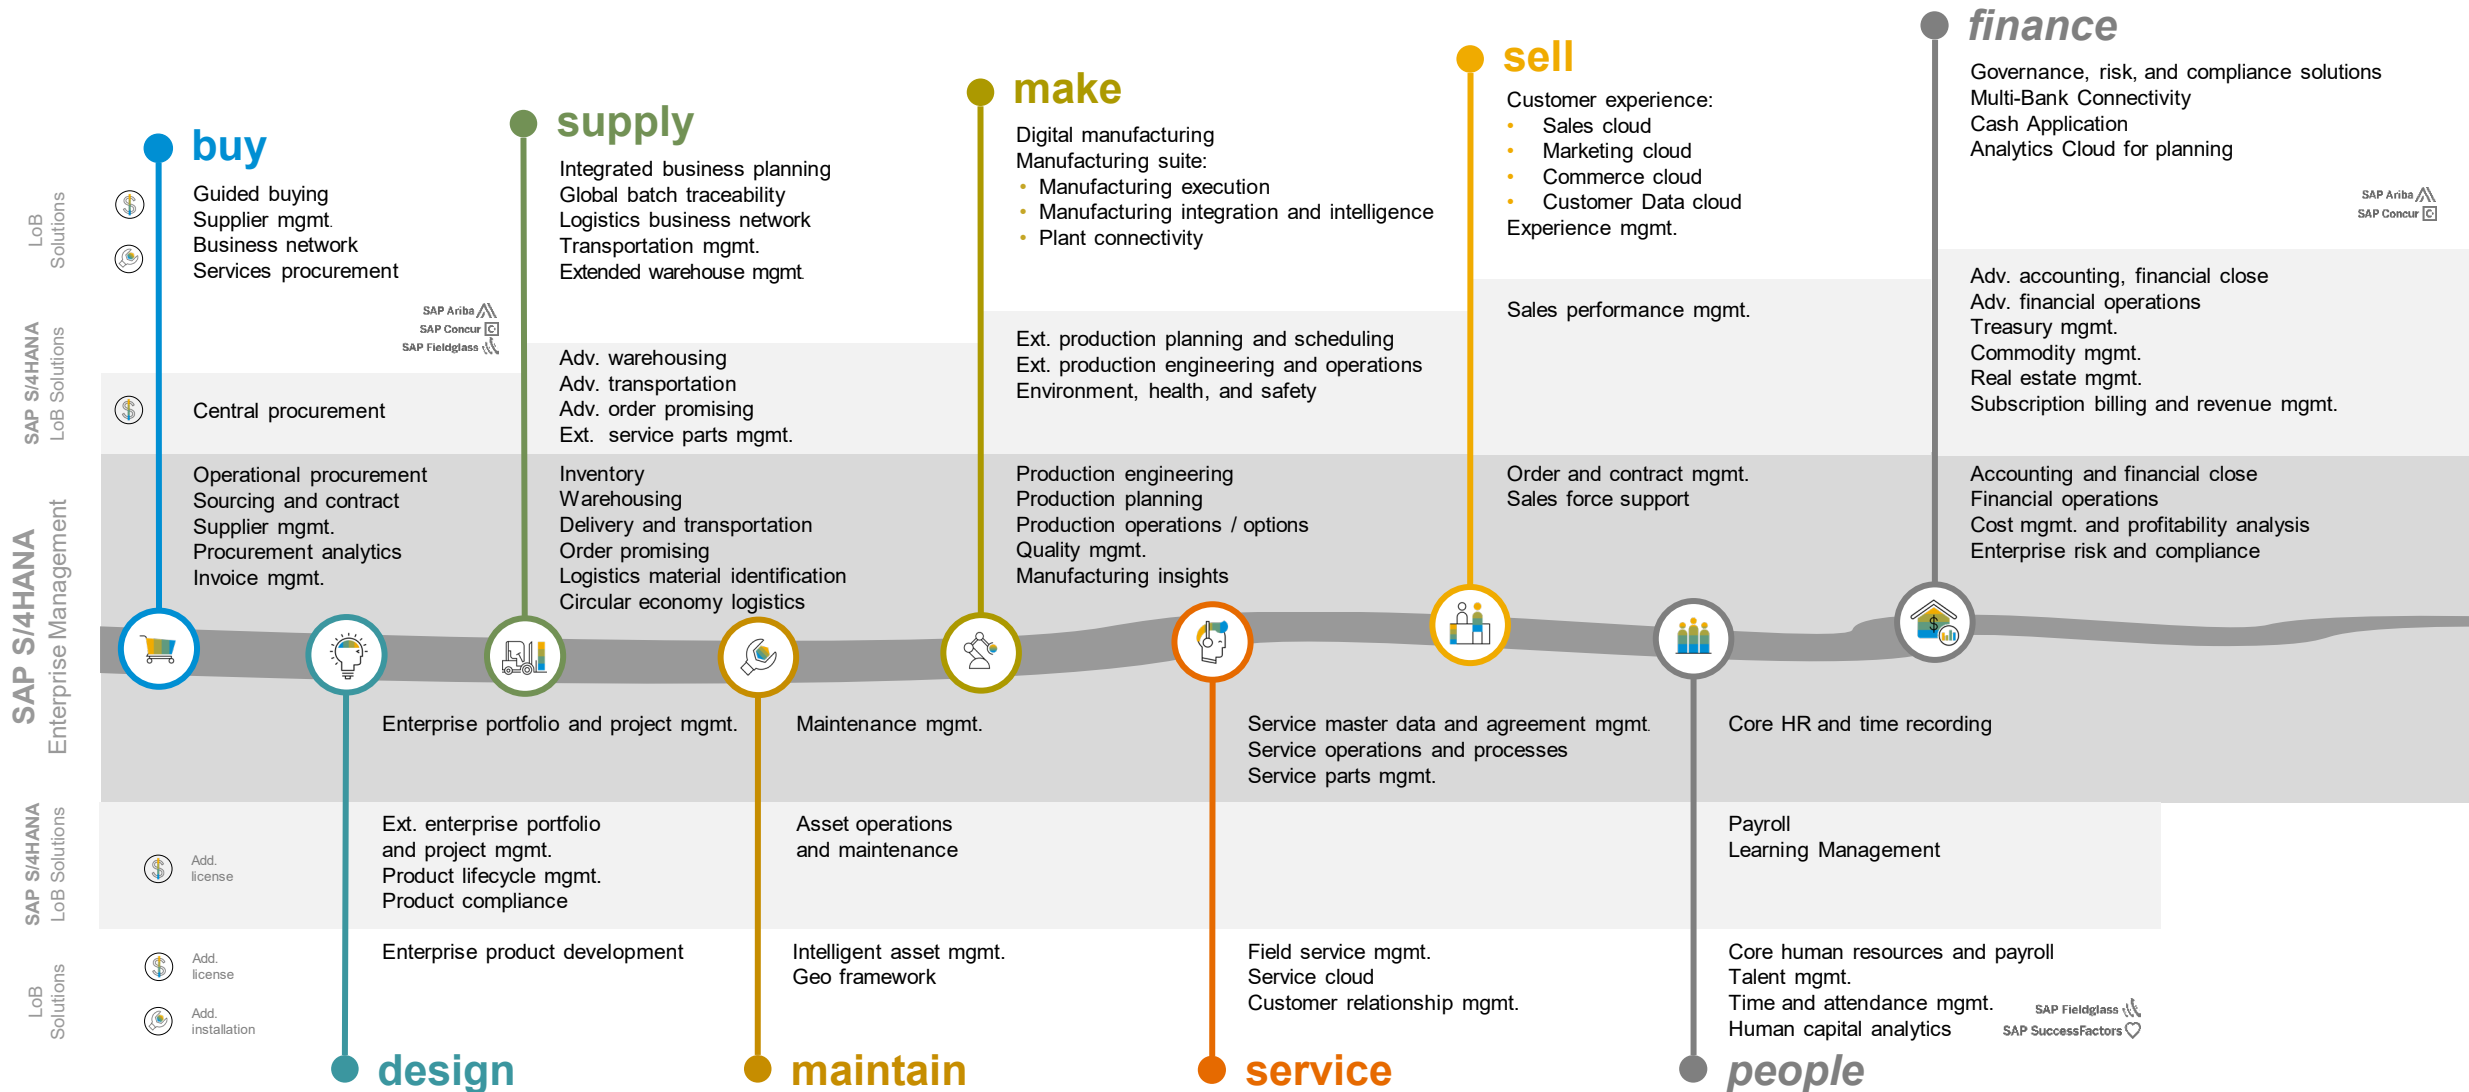 finance
Governance, risk, and compliance solutions
Multi-Bank Connectivity
Cash Application
Analytics Cloud for planning
SAP Ariba
SAP Concur
Adv. accounting, financial close
Adv. financial operations
Treasury mgmt.
Commodity mgmt.
Real estate mgmt.
Subscription billing and revenue mgmt.
Accounting and financial close
Financial operations
Cost mgmt. and profitability analysis
Enterprise risk and compliance
sell
Customer experience:
• Sales cloud
• Marketing cloud
• Commerce cloud
• Customer Data cloud
Experience mgmt.
Sales performance mgmt.
Order and contract mgmt.
Sales force support
make
Digital manufacturing
Manufacturing suite:
• Manufacturing execution
• Manufacturing integration and intelligence
• Plant connectivity
Ext. production planning and scheduling
Ext. production engineering and operations
Environment, health, and safety
Production engineering
Production planning
Production operations / options
Quality mgmt.
Manufacturing insights
supply
Integrated business planning
Global batch traceability
Logistics business network
Transportation mgmt.
Extended warehouse mgmt.
Adv. warehousing
Adv. transportation
Adv. order promising
Ext. service parts mgmt.
Inventory
Warehousing
Delivery and transportation
Order promising
Logistics material identification
Circular economy logistics
buy
Guided buying
Supplier mgmt.
Business network
Services procurement
SAP Ariba
SAP Concur
SAP Fieldglass
Central procurement
Operational procurement
Sourcing and contract
Supplier mgmt.
Procurement analytics
Invoice mgmt.
LoB
Solutions
SAP S/4HANA
LoB Solutions
SAP S/4HANA
Enterprise Management
SAP S/4HANA
LoB Solutions
LoB
Solutions
Enterprise portfolio and project mgmt.
Maintenance mgmt.
Service master data and agreement mgmt.
Service operations and processes
Service parts mgmt.
Core HR and time recording
Add.
license
Ext. enterprise portfolio
and project mgmt.
Product lifecycle mgmt.
Product compliance
Asset operations
and maintenance
Payroll
Learning Management
Add.
license
Add.
installation
Enterprise product development
Intelligent asset mgmt.
Geo framework
Field service mgmt.
Service cloud
Customer relationship mgmt.
Core human resources and payroll
Talent mgmt.
Time and attendance mgmt.
Human capital analytics
SAP Fieldglass
SAP SuccessFactors
design
maintain
service
people